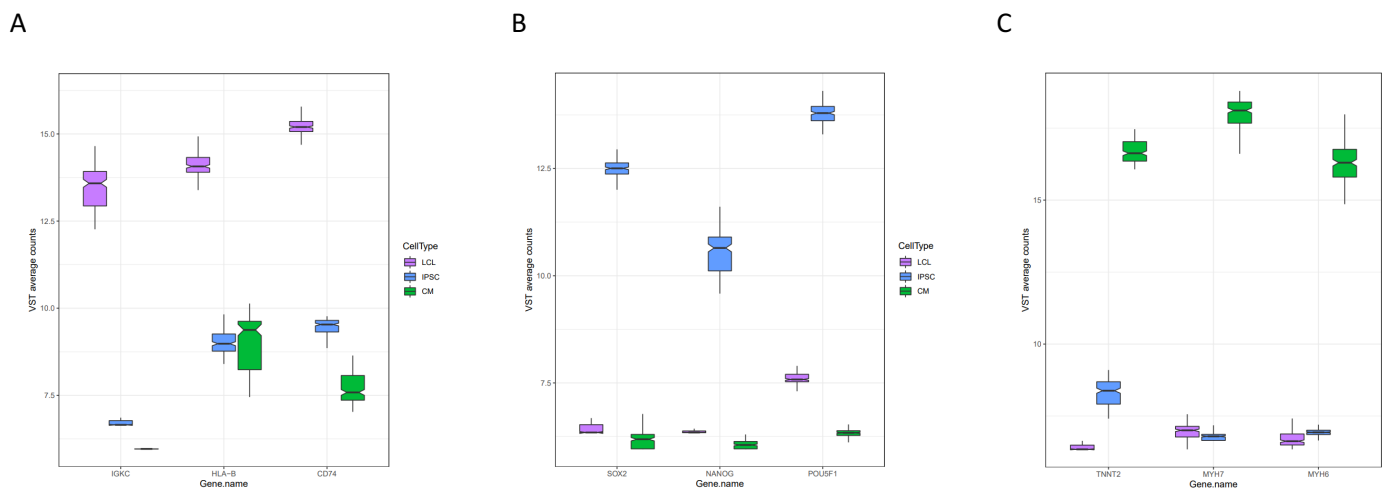 A
B
C
15.0
12.5
10.0
7.5
VST average counts
IGKC
HLA−B
CD74
Gene.name
CellType
LCL
IPSC
CM
12.5
10.0
7.5
VST average counts
SOX2
NANOG
POU5F1
Gene.name
CellType
LCL
IPSC
CM
15
10
VST average counts
TNNT2
MYH7
MYH6
Gene.name